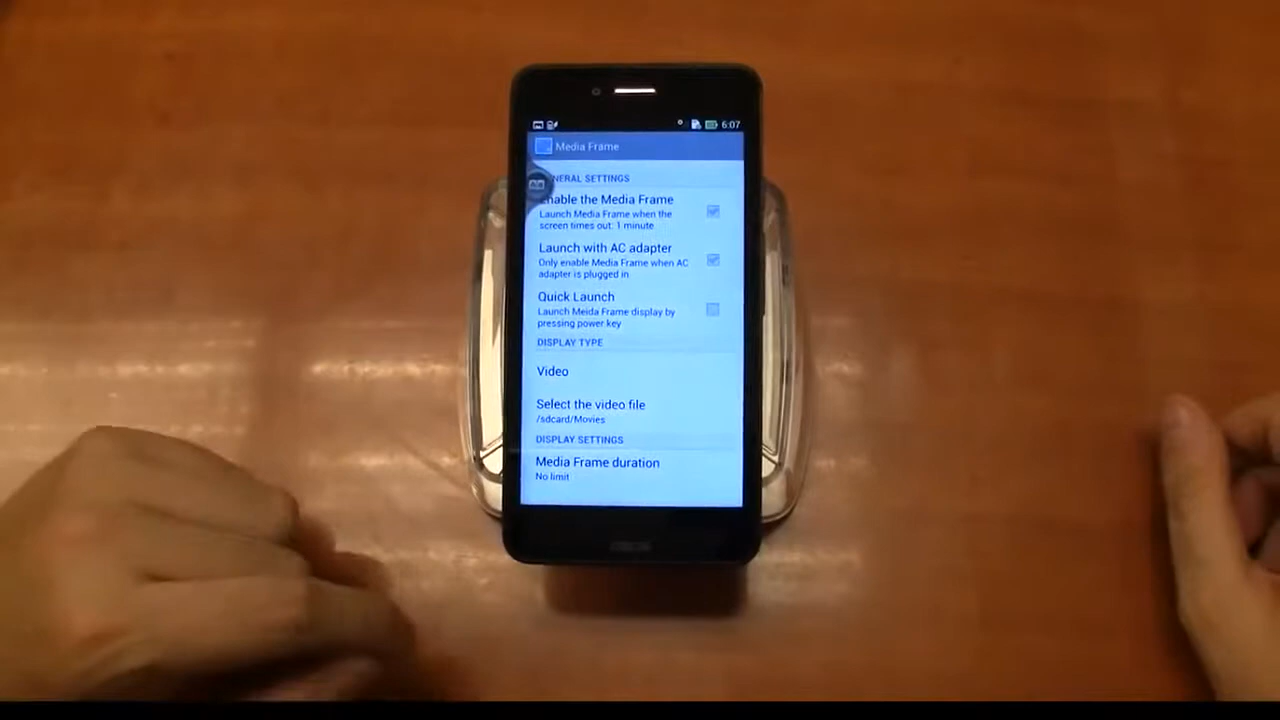 6:07
Media Frame
NERAL SETTINGS
Enable the Media Frame
Launch Media Frame when the
screen times out: 1 minute
Launch with AC adapter
Only enable Media Frame when AC
adapter is plugged in
Quick Launch
Launch Meida Frame display by
pressing power key
DISPLAY TYPE
Video
Select the video file
/sdcard/Movies
DISPLAY SETTINGS
Media Frame duration
No limit